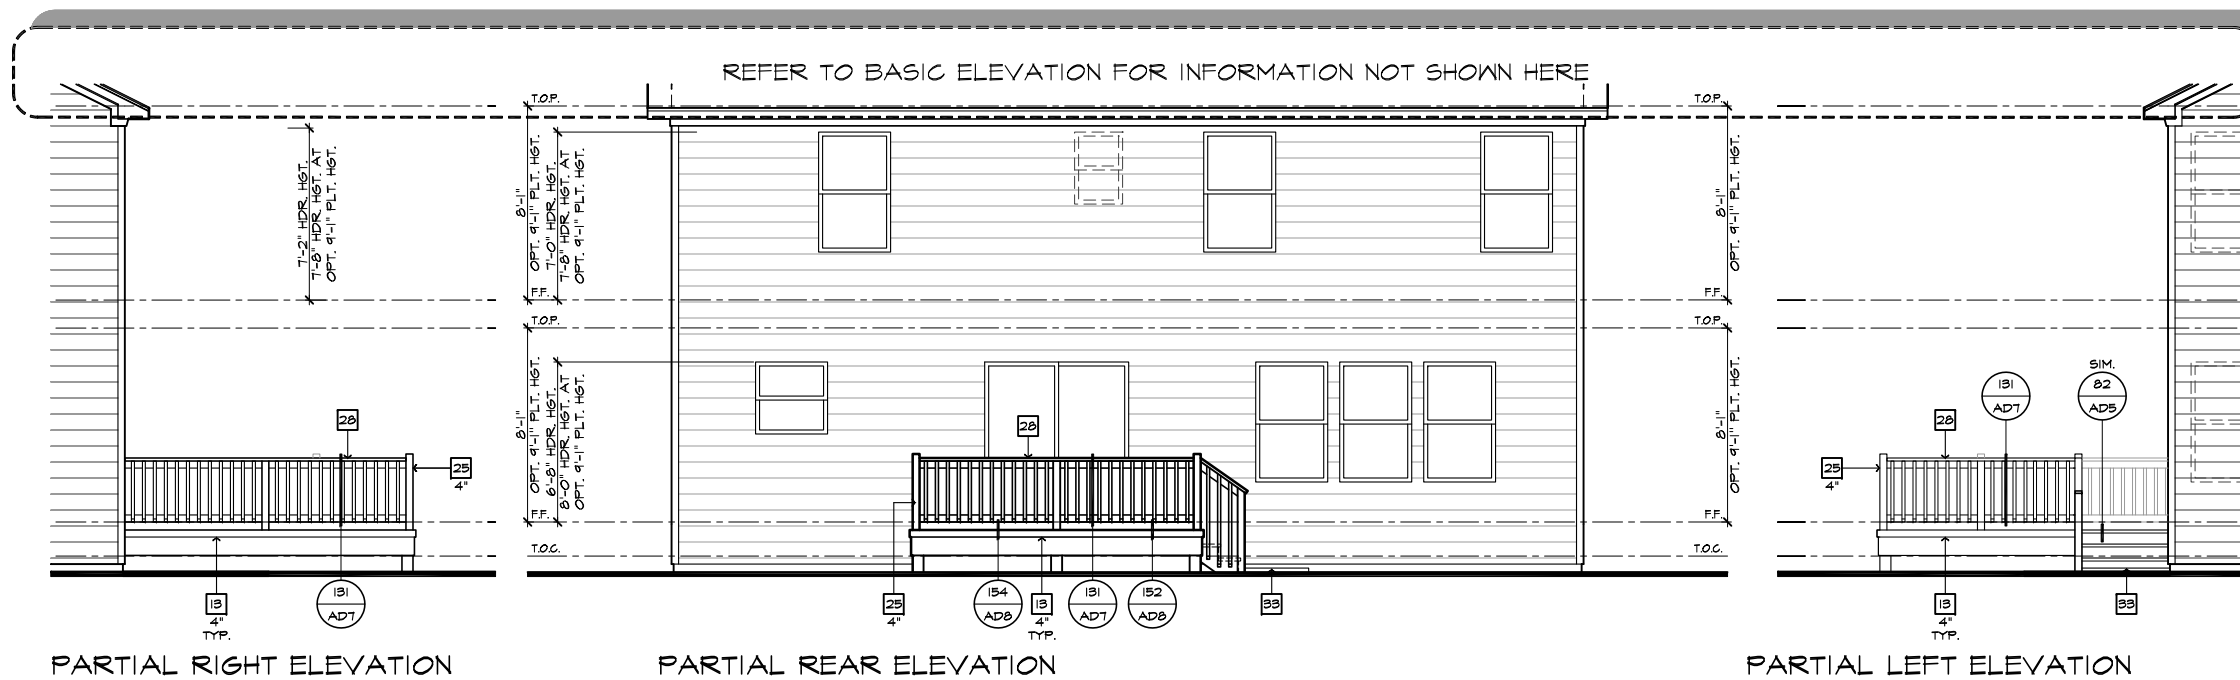 REFER TO BASIC ELEVATION FOR INFORMATION NOT SHOWN HERE
7'-2" HDR. HGT.
7'-8" HDR. HGT. AT
OPT. 9'-1" PLT. HGT.
28
25
4"
13
4"
TYP.
131
AD7
PARTIAL RIGHT ELEVATION
T.O.P.
8'-1"
OPT. 9'-1" PLT. HGT.
7'-0" HDR. HGT.
7'-8" HDR. HGT. AT
OPT. 9'-1" PLT. HGT.
F.F.
T.O.P.
8'-1"
OPT. 9'-1" PLT. HGT.
6'-8" HDR. HGT.
8'-0" HDR. HGT. AT
OPT. 9'-1" PLT. HGT.
F.F.
T.O.C.
28
25
4"
154
AD8
13
4"
TYP.
131
AD7
152
AD8
33
PARTIAL REAR ELEVATION
T.O.P.
8'-1"
OPT. 9'-1" PLT. HGT.
F.F.
T.O.P.
8'-1"
OPT. 9'-1" PLT. HGT.
F.F.
T.O.C.
25
4"
28
131
AD7
SIM.
82
AD5
13
4"
TYP.
33
PARTIAL LEFT ELEVATION